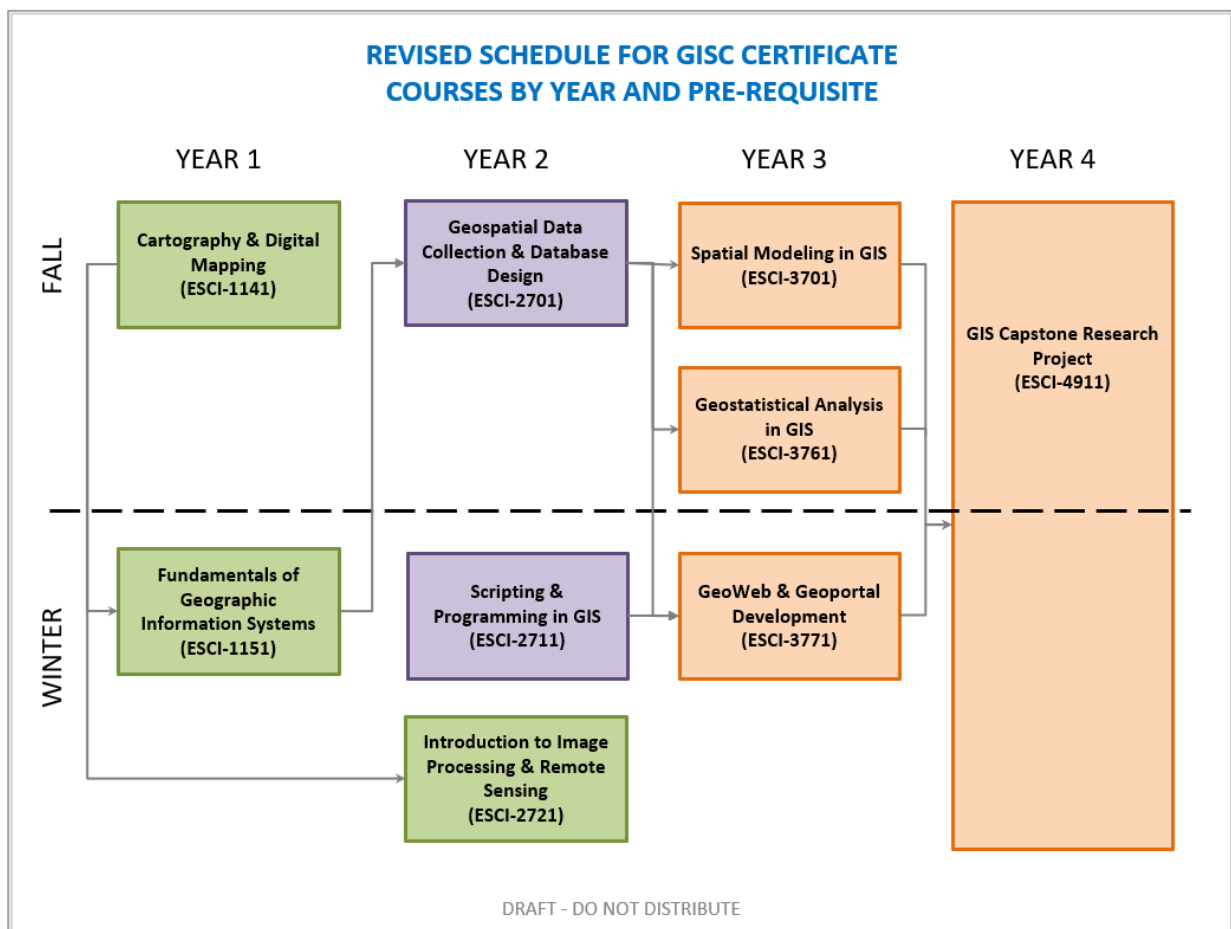 REVISED SCHEDULE FOR GISC CERTIFICATE
COURSES BY YEAR AND PRE-REQUISITE
YEAR 1
YEAR 2
YEAR 3
YEAR 4
FALL
Cartography & Digital
Mapping
(ESCI-1141)
Geospatial Data
Collection & Database
Design
(ESCI-2701)
Spatial Modeling in GIS
(ESCI-3701)
GIS Capstone Research
Project
(ESCI-4911)
Geostatistical Analysis
in GIS
(ESCI-3761)
WINTER
Fundamentals of
Geographic
Information Systems
(ESCI-1151)
Scripting &
Programming in GIS
(ESCI-2711)
GeoWeb & Geoportal
Development
(ESCI-3771)
Introduction to Image
Processing & Remote
Sensing
(ESCI-2721)
DRAFT - DO NOT DISTRIBUTE